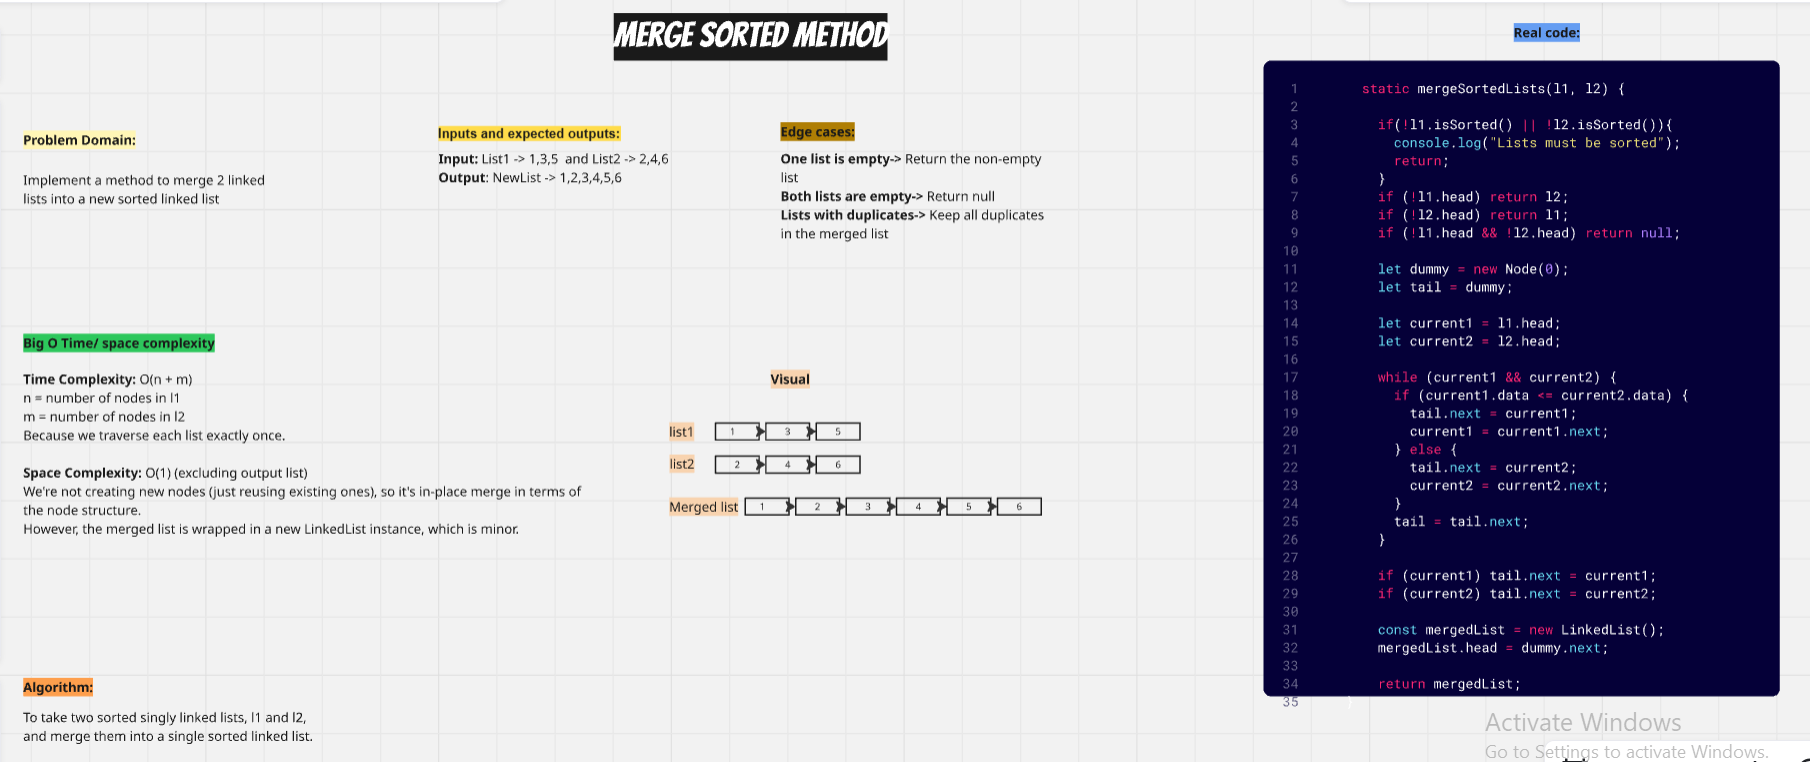 MERGE SORTED METHOD
Problem Domain:
Implement a method to merge 2 linked
lists into a new sorted linked list
Inputs and expected outputs:
Input: List1 -> 1,3,5 and List2 -> 2,4,6
Output: NewList -> 1,2,3,4,5,6
Edge cases:
One list is empty-> Return the non-empty
list
Both lists are empty-> Return null
Lists with duplicates-> Keep all duplicates
in the merged list
Big O Time/ space complexity
Time Complexity: O(n + m)
n = number of nodes in l1
m = number of nodes in l2
Because we traverse each list exactly once.
Space Complexity: O(1) (excluding output list)
We're not creating new nodes (just reusing existing ones), so it's in-place merge in terms of
the node structure.
However, the merged list is wrapped in a new LinkedList instance, which is minor.
Visual
list1 1 3 5
list2 2 4 6
Merged list 1 2 3 4 5 6
Algorithm:
To take two sorted singly linked lists, l1 and l2,
and merge them into a single sorted linked list.
Real code:
1 static mergeSortedLists(l1, l2) {
2
3 if(!l1.isSorted() || !l2.isSorted()){
4 console.log("Lists must be sorted");
5 return;
6 }
7 if (!l1.head) return l2;
8 if (!l2.head) return l1;
9 if (!l1.head && !l2.head) return null;
10
11 let dummy = new Node(0);
12 let tail = dummy;
13
14 let current1 = l1.head;
15 let current2 = l2.head;
16
17 while (current1 && current2) {
18 if (current1.data <= current2.data) {
19 tail.next = current1;
20 current1 = current1.next;
21 } else {
22 tail.next = current2;
23 current2 = current2.next;
24 }
25 tail = tail.next;
26 }
27
28 if (current1) tail.next = current1;
29 if (current2) tail.next = current2;
30
31 const mergedList = new LinkedList();
32 mergedList.head = dummy.next;
33
34 return mergedList;
35 }
Activate Windows
Go to Settings to activate Windows.